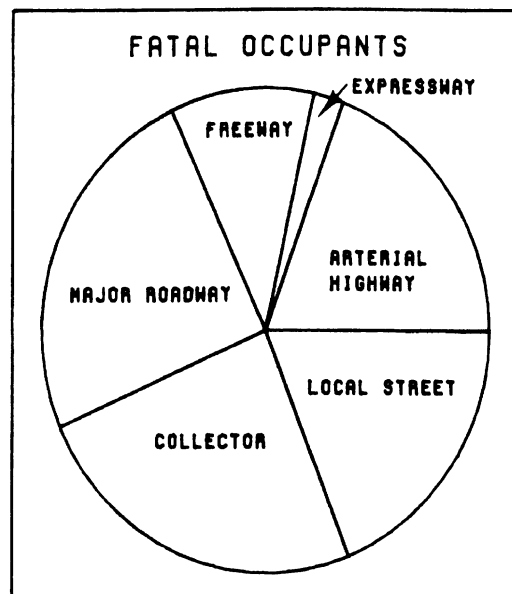 FATAL OCCUPANTS
EXPRESSWAY
FREEWAY
ARTERIAL
HIGHWAY
MAJOR ROADWAY
LOCAL STREET
COLLECTOR